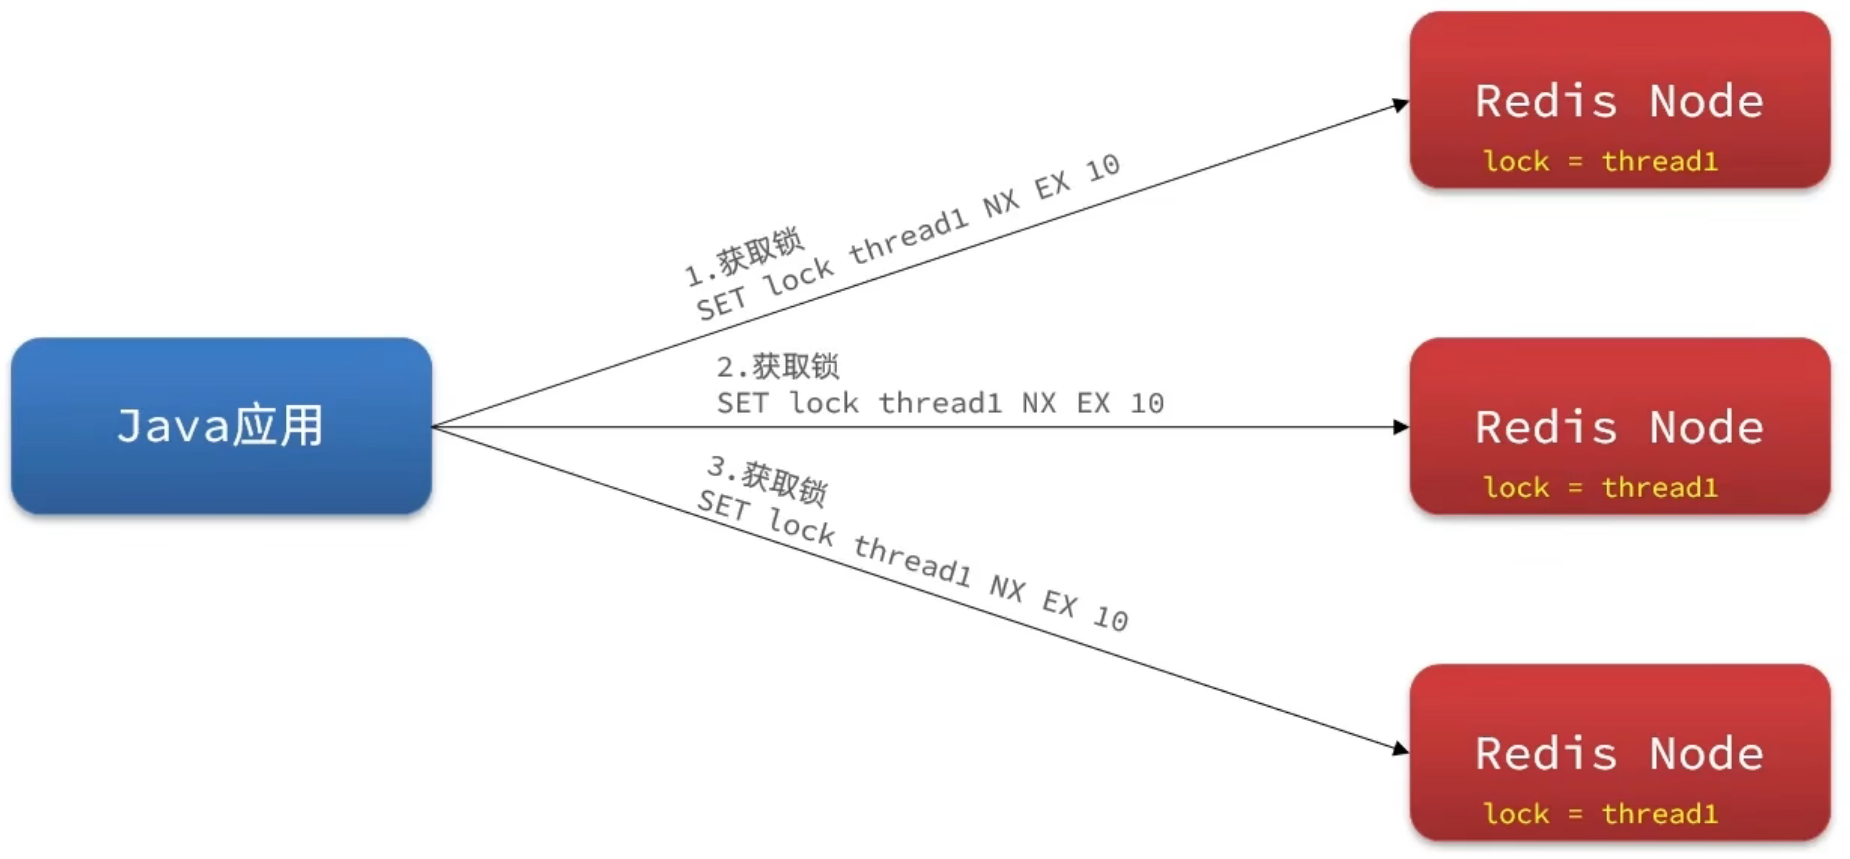 Java应用
1.获取锁
SET lock thread1 NX EX 10
2.获取锁
SET lock thread1 NX EX 10
3.获取锁
SET lock thread1 NX EX 10
Redis Node
lock = thread1
Redis Node
lock = thread1
Redis Node
lock = thread1